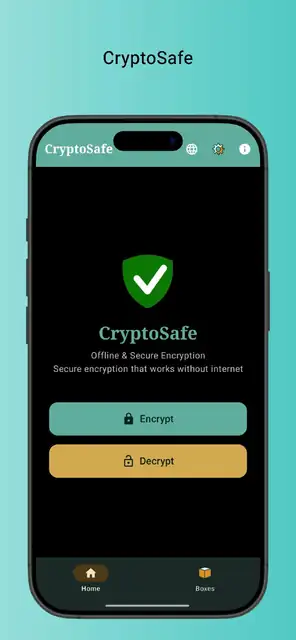 CryptoSafe
CryptoSafe
CryptoSafe
Offline & Secure Encryption
Secure encryption that works without internet
Encrypt
Decrypt
Home Boxes